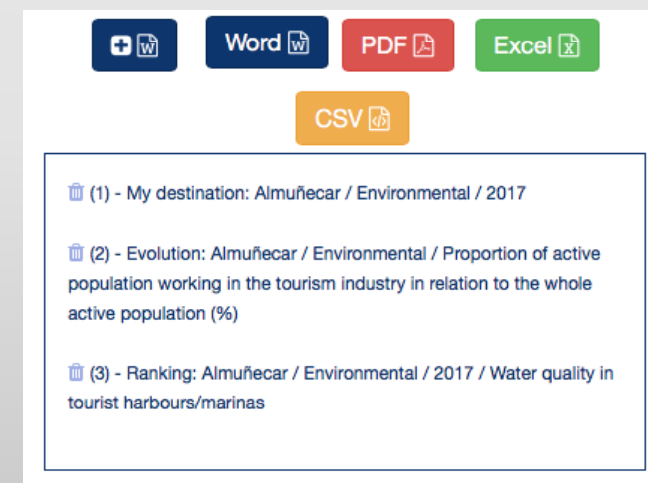 Word PDF Excel
CSV
(1) - My destination: Almuñecar / Environmental / 2017
(2) - Evolution: Almuñecar / Environmental / Proportion of active
population working in the tourism industry in relation to the whole
active population (%)
(3) - Ranking: Almuñecar / Environmental / 2017 / Water quality in
tourist harbours/marinas